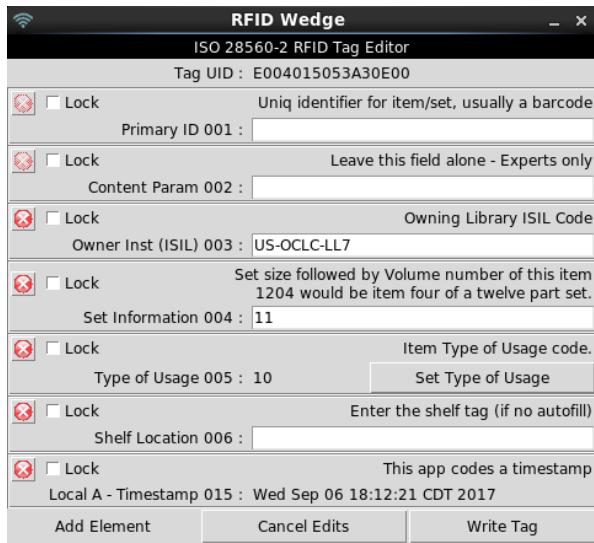 RFID Wedge
ISO 28560-2 RFID Tag Editor
Tag UID : E004015053A30E00
Lock Uniq identifier for item/set, usually a barcode
Primary ID 001 :
Lock Leave this field alone - Experts only
Content Param 002 :
Lock Owning Library ISIL Code
Owner Inst (ISIL) 003 : US-OCLC-LL7
Set size followed by Volume number of this item
Lock 1204 would be item four of a twelve part set.
Set Information 004 : 11
Lock Item Type of Usage code.
Type of Usage 005 : 10 Set Type of Usage
Lock Enter the shelf tag (if no autofill)
Shelf Location 006 :
Lock This app codes a timestamp
Local A - Timestamp 015 : Wed Sep 06 18:12:21 CDT 2017
Add Element Cancel Edits Write Tag